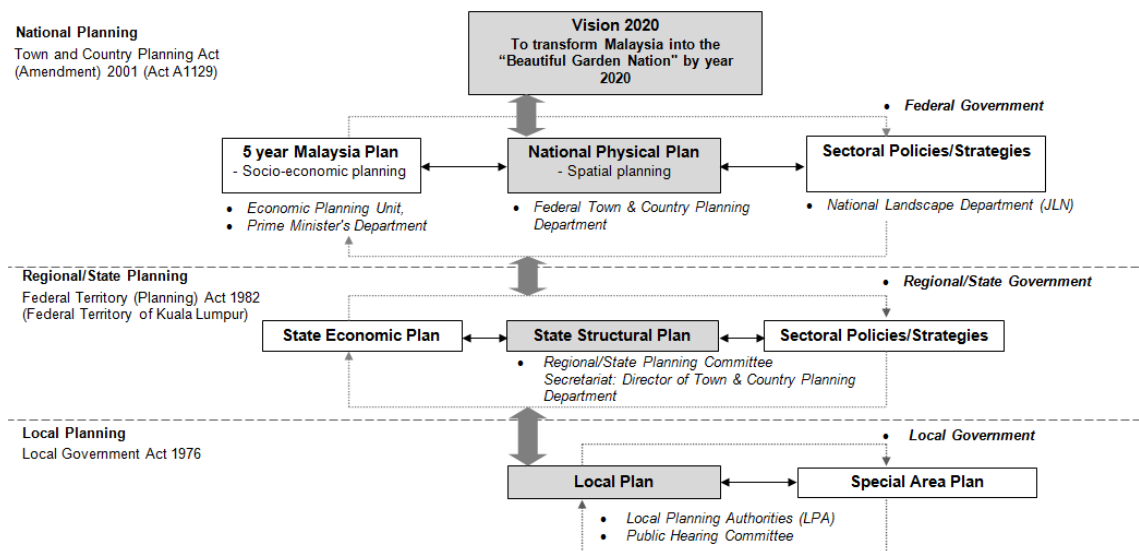 National Planning
Town and Country Planning Act
(Amendment) 2001 (Act A1129)
Vision 2020
To transform Malaysia into the
“Beautiful Garden Nation" by year
2020
• Federal Government
5 year Malaysia Plan
- Socio-economic planning
National Physical Plan
- Spatial planning
Sectoral Policies/Strategies
• Economic Planning Unit,
• Prime Minister's Department
• Federal Town & Country Planning
Department
• National Landscape Department (JLN)
Regional/State Planning
Federal Territory (Planning) Act 1982
(Federal Territory of Kuala Lumpur)
• Regional/State Government
State Economic Plan
State Structural Plan
Sectoral Policies/Strategies
• Regional/State Planning Committee
Secretariat: Director of Town & Country Planning
Department
Local Planning
Local Government Act 1976
• Local Government
Local Plan
Special Area Plan
• Local Planning Authorities (LPA)
• Public Hearing Committee